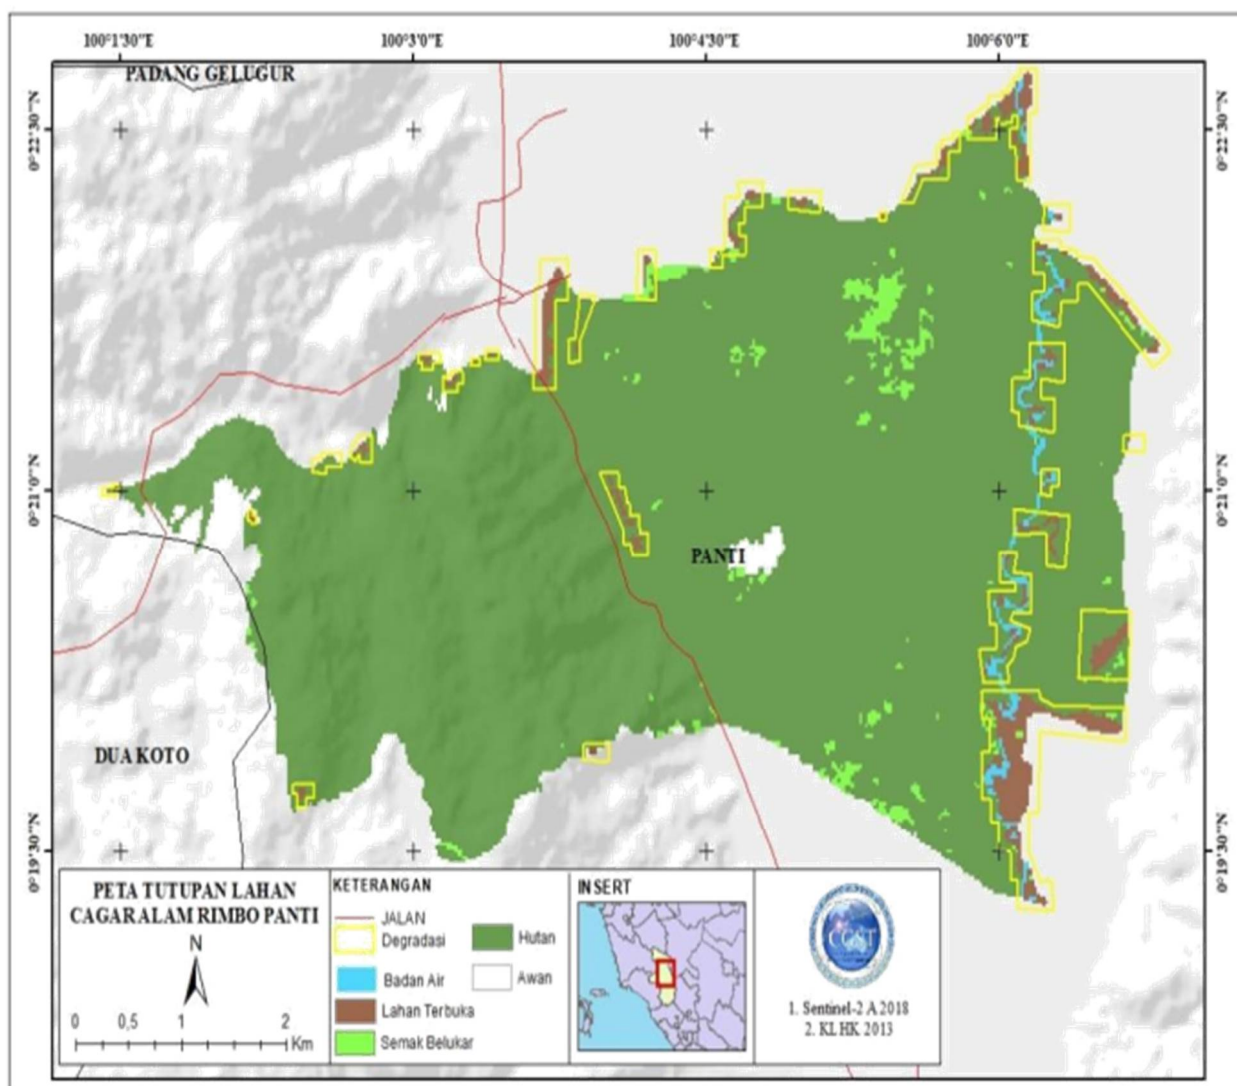 100°1'30"E
100°3'0"E
100°4'30"E
100°6'0"E
PADANG GELUGUR
0°22'30"N
0°22'30"N
0°21'0"N
0°21'0"N
PANTI
DUA KOTO
0°19'30"N
0°19'30"N
PETA TUTUPAN LAHAN
CAGAR ALAM RIMBO PANTI
N
0 0,5 1 2
Km
KETERANGAN
JALAN
Degradasi
Badan Air
Lahan Terbuka
Semak Belukar
Hutan
Awan
INSERT
1. Sentinel-2 A 2018
2. KLHK 2013